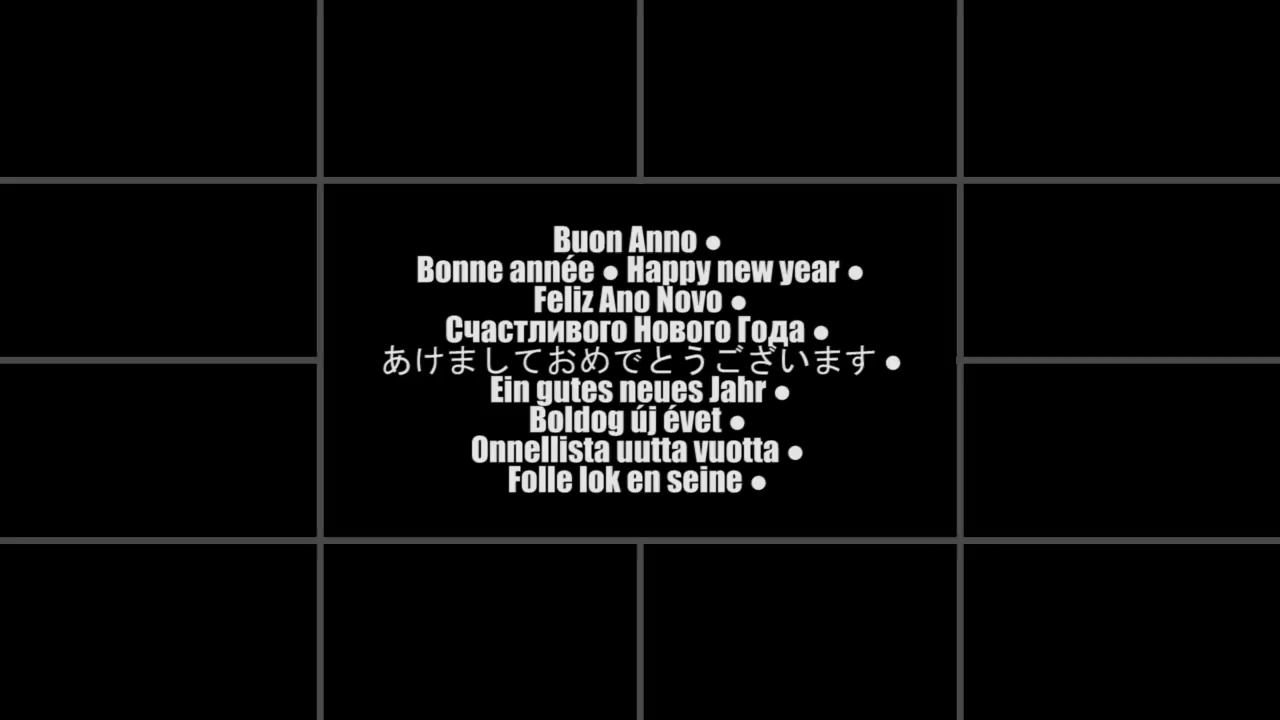 Buon Anno ●
Bonne année ● Happy new year ●
Feliz Ano Novo ●
Счастливого Нового Года ●
あけましておめでとうございます ●
Ein gutes neues Jahr ●
Boldog új évet ●
Onnellista uutta vuotta ●
Folle lok en seine ●